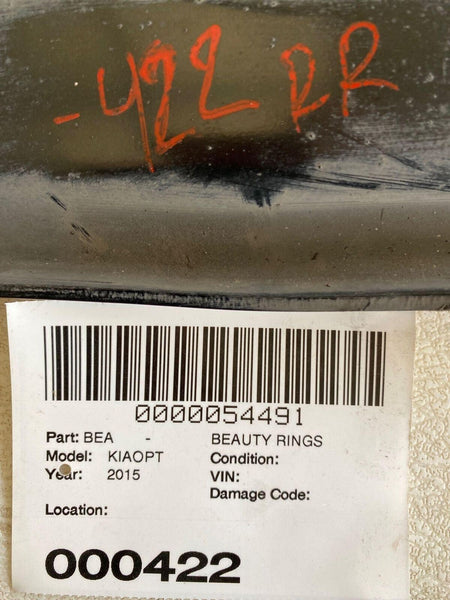 -422 RR
0000054491
Part: BEA - BEAUTY RINGS
Model: KIAOPT Condition:
Year: 2015 VIN:
Damage Code:
Location:
000422